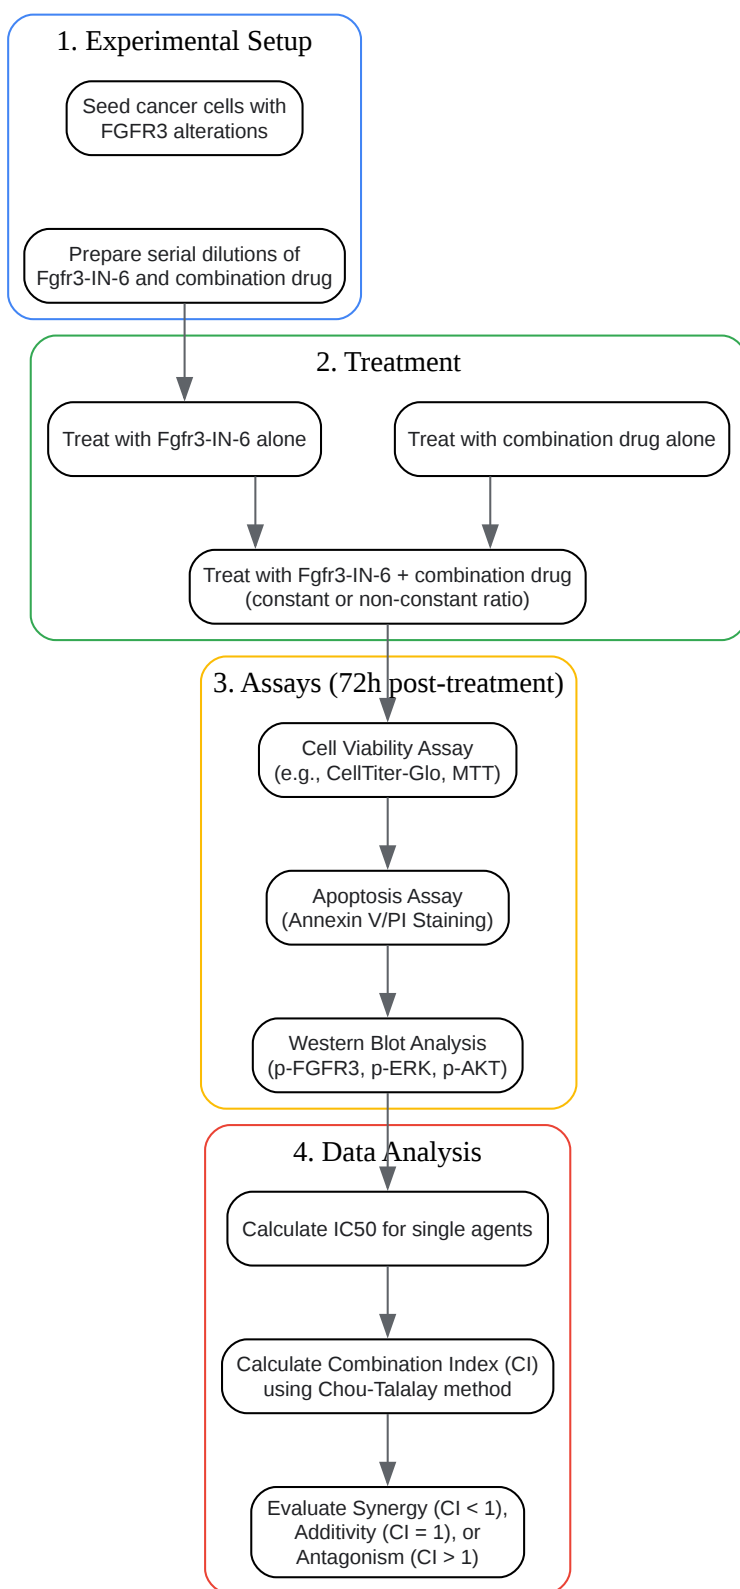 1. Experimental Setup
Seed cancer cells with
FGFR3 alterations
Prepare serial dilutions of
Fgfr3-IN-6 and combination drug
2. Treatment
Treat with Fgfr3-IN-6 alone
Treat with combination drug alone
Treat with Fgfr3-IN-6 + combination drug
(constant or non-constant ratio)
3. Assays (72h post-treatment)
Cell Viability Assay
(e.g., CellTiter-Glo, MTT)
Apoptosis Assay
(Annexin V/PI Staining)
Western Blot Analysis
(p-FGFR3, p-ERK, p-AKT)
4. Data Analysis
Calculate IC50 for single agents
Calculate Combination Index (CI)
using Chou-Talalay method
Evaluate Synergy (CI < 1),
Additivity (CI = 1), or
Antagonism (CI > 1)